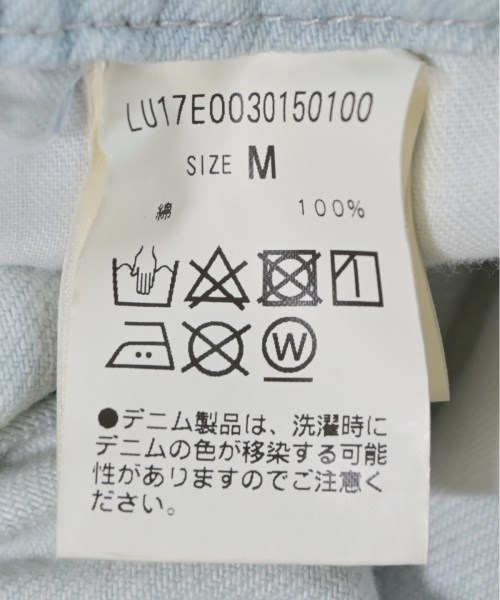 LU17E0030150100
SIZE M
綿 100%
W
●デニム製品は、洗濯時に
デニムの色が移染する可能
性がありますのでご注意く
ださい。